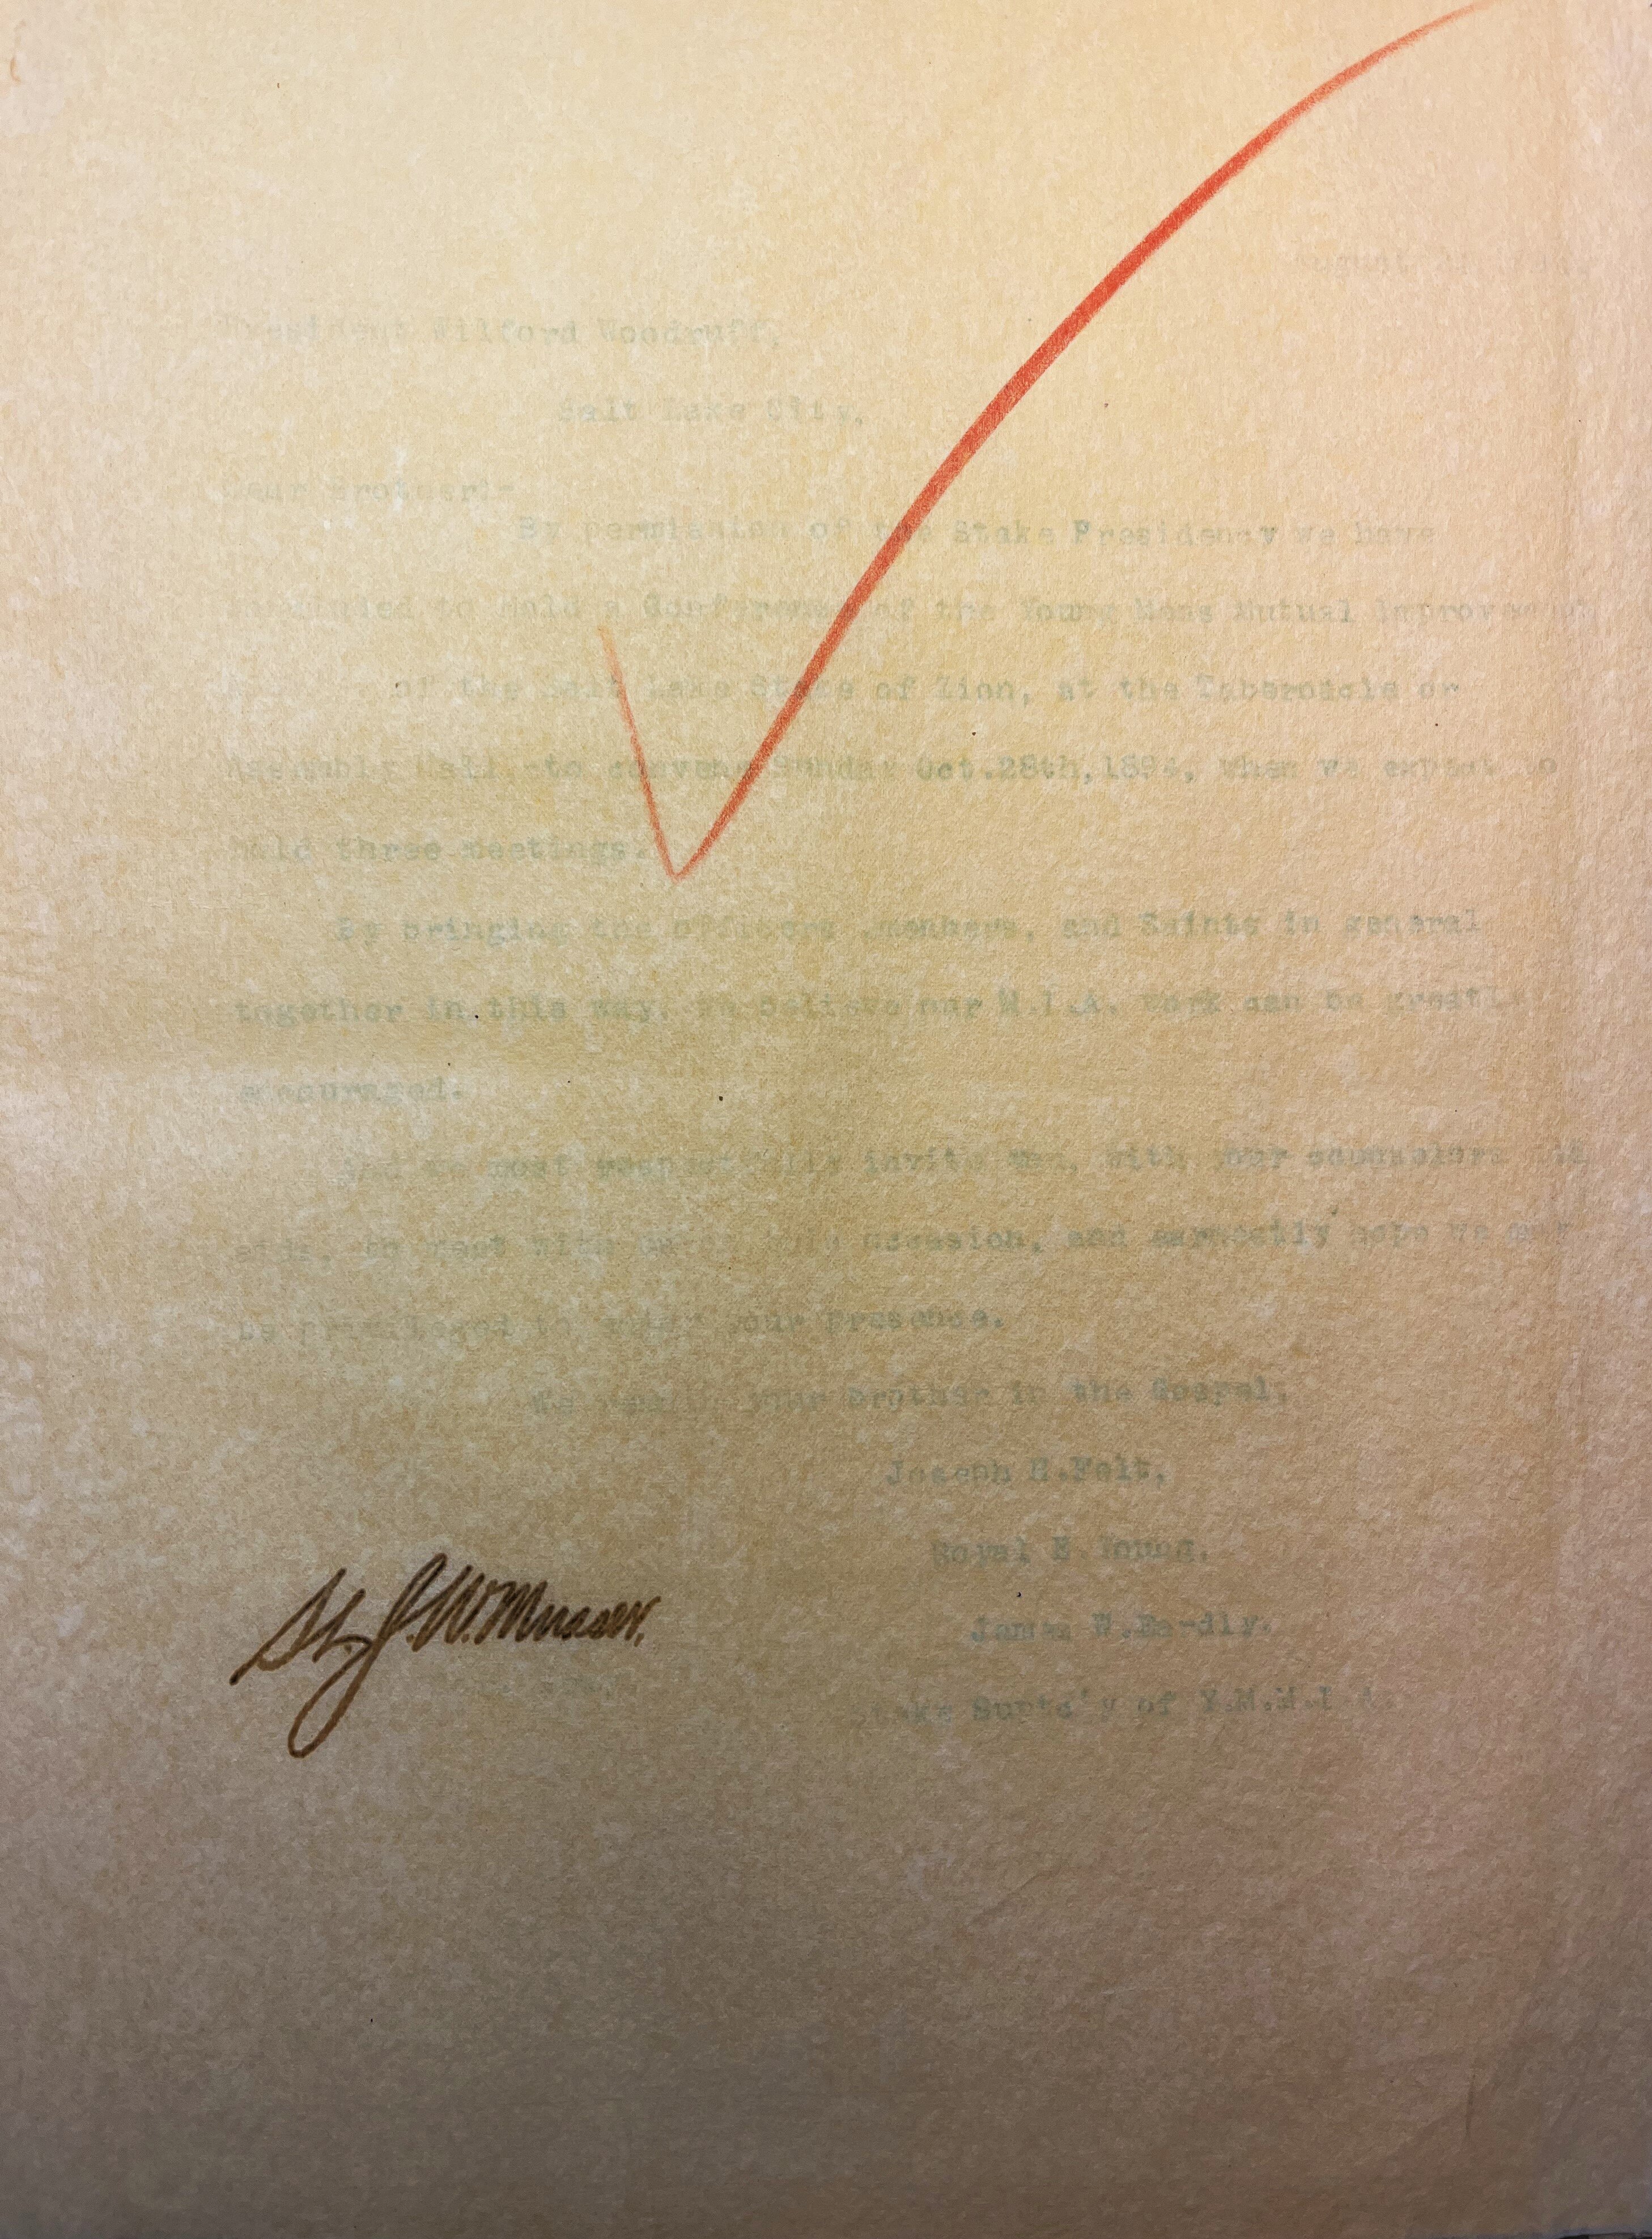 August
President Wilford Woodruff,
Salt Lake City,
Dear Brother:-
By permission of the Stake Presidency we have
to hold a Conference of the Young Mens Mutual Improvement
of the Salt Lake Stake of Zion, at the Tabernacle or
Assembly Hall, to convene Sunday Oct.28th,1894, when we expect to
hold three meetings.
By bringing the officers, members, and Saints in general
together in this way, we believe our M.I.A. work can be greatly
encouraged.
And we most respectfully invite you, with your counselors
to meet with us on this occasion, and earnestly hope we may
be privileged to your presence.
We remain your Brother in the Gospel,
Joseph H.Felt,
Royal B.Young,
James W.Ea-dly.
Stake Suptc'y of Y.M.M.I.A.
J.W.Musser.